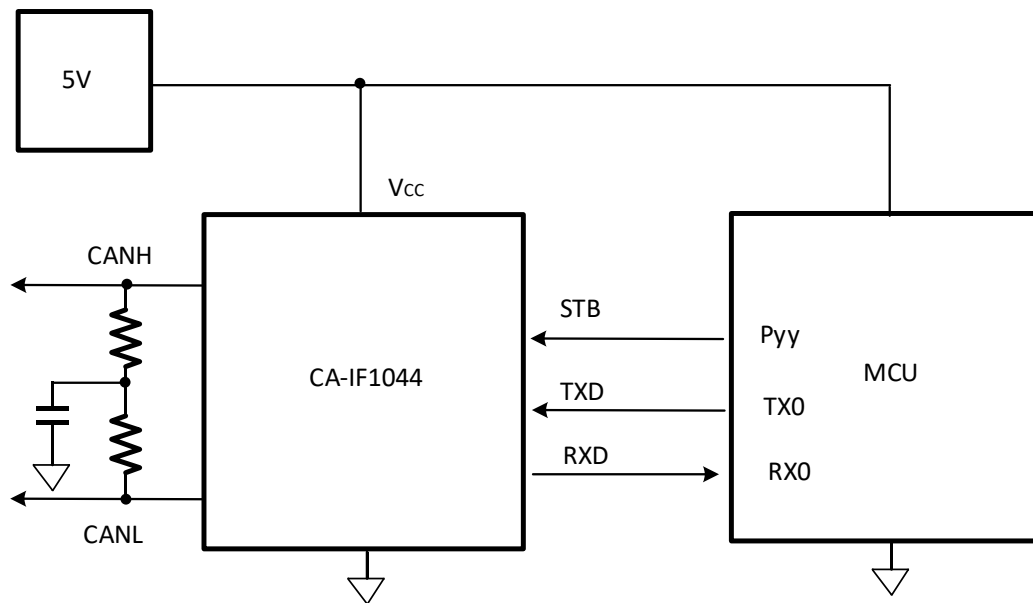 5V
VCC
CANH
STB
Pyy
CA-IF1044
MCU
TXD
TX0
RXD
RX0
CANL